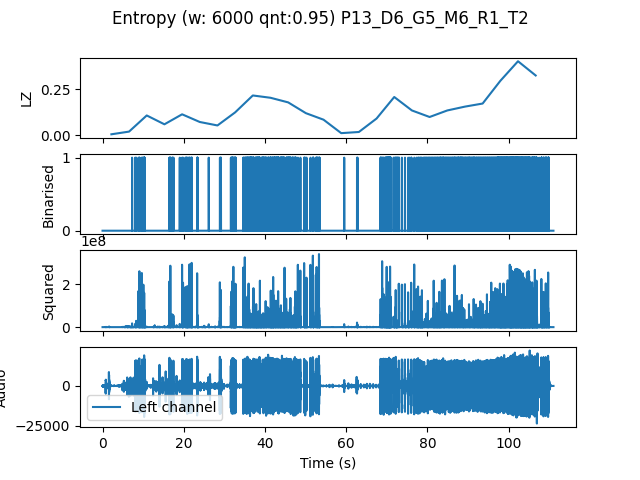 Entropy (w: 6000 qnt:0.95) P13_D6_G5_M6_R1_T2
LZ
0.25
0.00
Binarised
1
0
1e8
Squared
2
0
Audio
0
−25000
Left channel
0 20 40 60 80 100
Time (s)